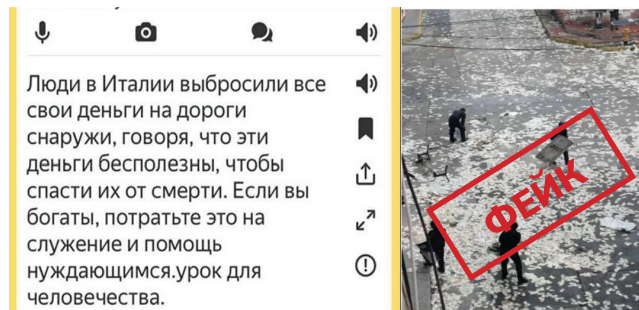 Люди в Италии выбросили все
свои деньги на дороги
снаружи, говоря, что эти
деньги бесполезны, чтобы
спасти их от смерти. Если вы
богаты, потратьте это на
служение и помощь
нуждающимся.урок для
человечества.
ФЕЙК